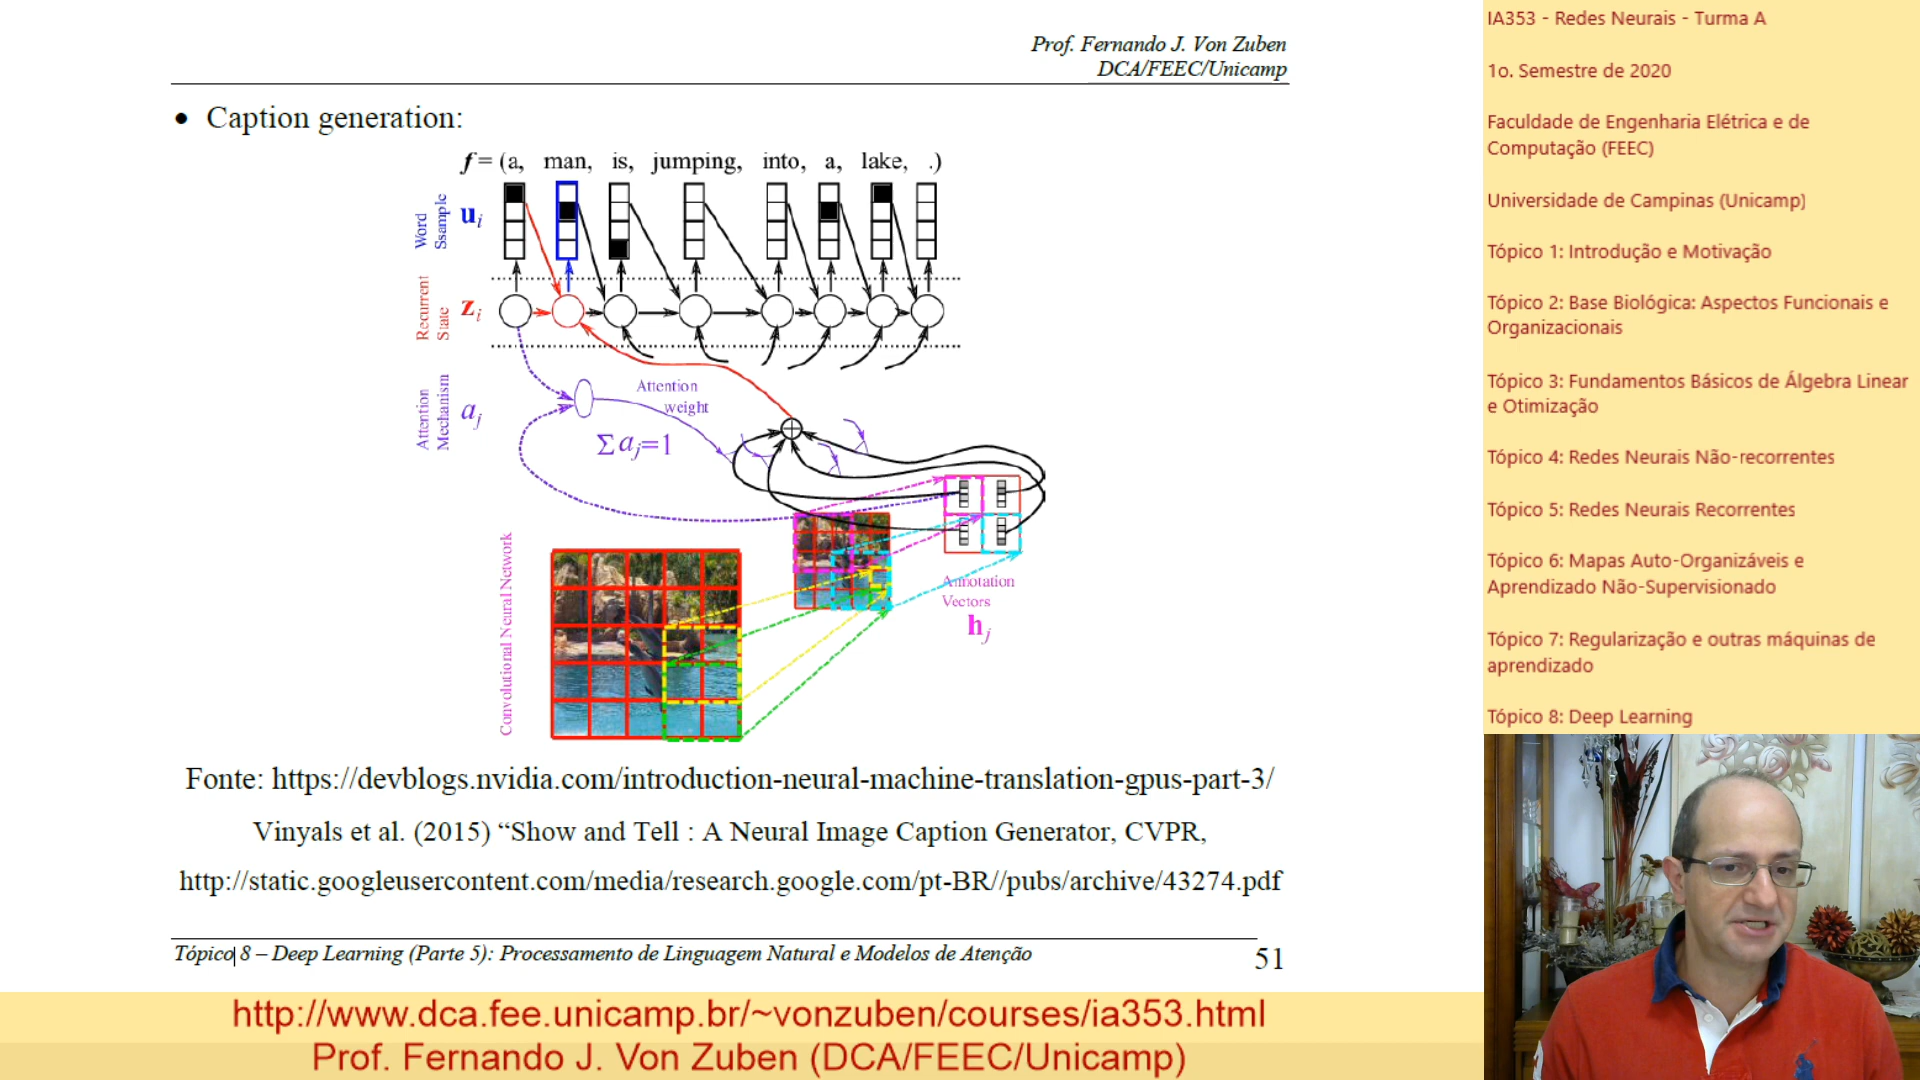 Prof. Fernando J. Von Zuben
DCA/FEEC/Unicamp
• Caption generation:
f = (a, man, is, jumping, into, a, lake, .)
Word
Ssample
u_i
Recurrent
State
z_i
Attention
Mechanism
a_j
Attention
weight
∑ a_j=1
Convolutional Neural Network
Annotation
Vectors
h_j
Fonte: https://devblogs.nvidia.com/introduction-neural-machine-translation-gpus-part-3/
Vinyals et al. (2015) “Show and Tell : A Neural Image Caption Generator, CVPR,
http://static.googleusercontent.com/media/research.google.com/pt-BR//pubs/archive/43274.pdf
Tópico 8 – Deep Learning (Parte 5): Processamento de Linguagem Natural e Modelos de Atenção
51
http://www.dca.fee.unicamp.br/~vonzuben/courses/ia353.html
Prof. Fernando J. Von Zuben (DCA/FEEC/Unicamp)
IA353 - Redes Neurais - Turma A
1o. Semestre de 2020
Faculdade de Engenharia Elétrica e de
Computação (FEEC)
Universidade de Campinas (Unicamp)
Tópico 1: Introdução e Motivação
Tópico 2: Base Biológica: Aspectos Funcionais e
Organizacionais
Tópico 3: Fundamentos Básicos de Álgebra Linear
e Otimização
Tópico 4: Redes Neurais Não-recorrentes
Tópico 5: Redes Neurais Recorrentes
Tópico 6: Mapas Auto-Organizáveis e
Aprendizado Não-Supervisionado
Tópico 7: Regularização e outras máquinas de
aprendizado
Tópico 8: Deep Learning